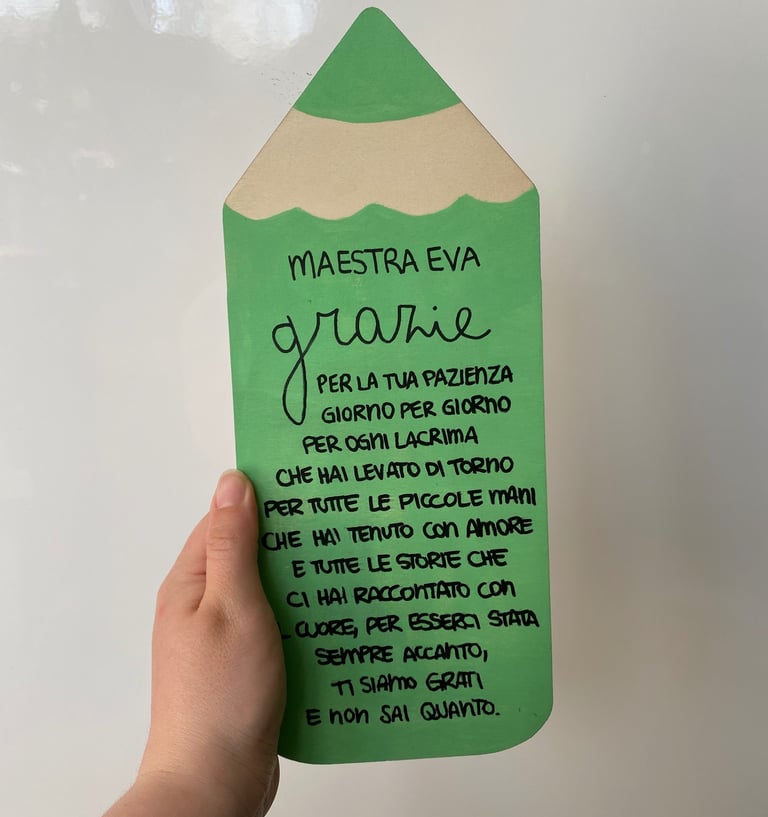 MAESTRA EVA
grazie
PER LA TUA PAZIENZA
GIORNO PER GIORNO
PER OGNI LACRIMA
CHE HAI LEVATO DI TORNO
PER TUTTE LE PICCOLE MANI
CHE HAI TENUTO CON AMORE
E TUTTE LE STORIE CHE
CI HAI RACCONTATO CON
L CUORE, PER ESSERCI STATA
SEMPRE ACCANTO,
TI SIAMO GRATI
E NON SAI QUANTO.